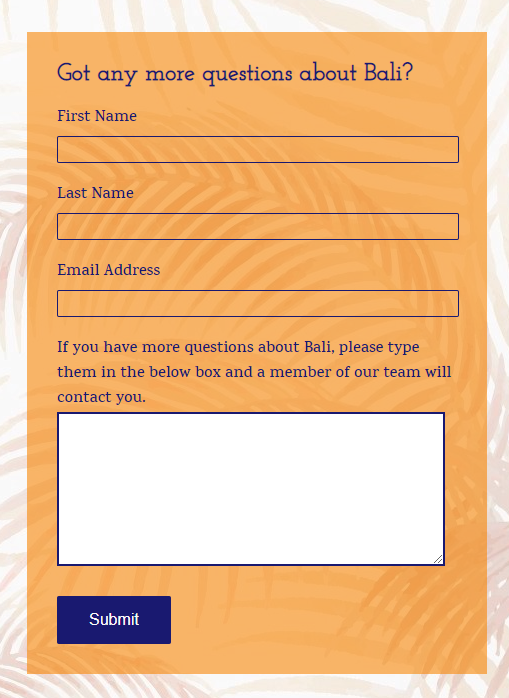 Got any more questions about Bali?
First Name
Last Name
Email Address
If you have more questions about Bali, please type
them in the below box and a member of our team will
contact you.
Submit